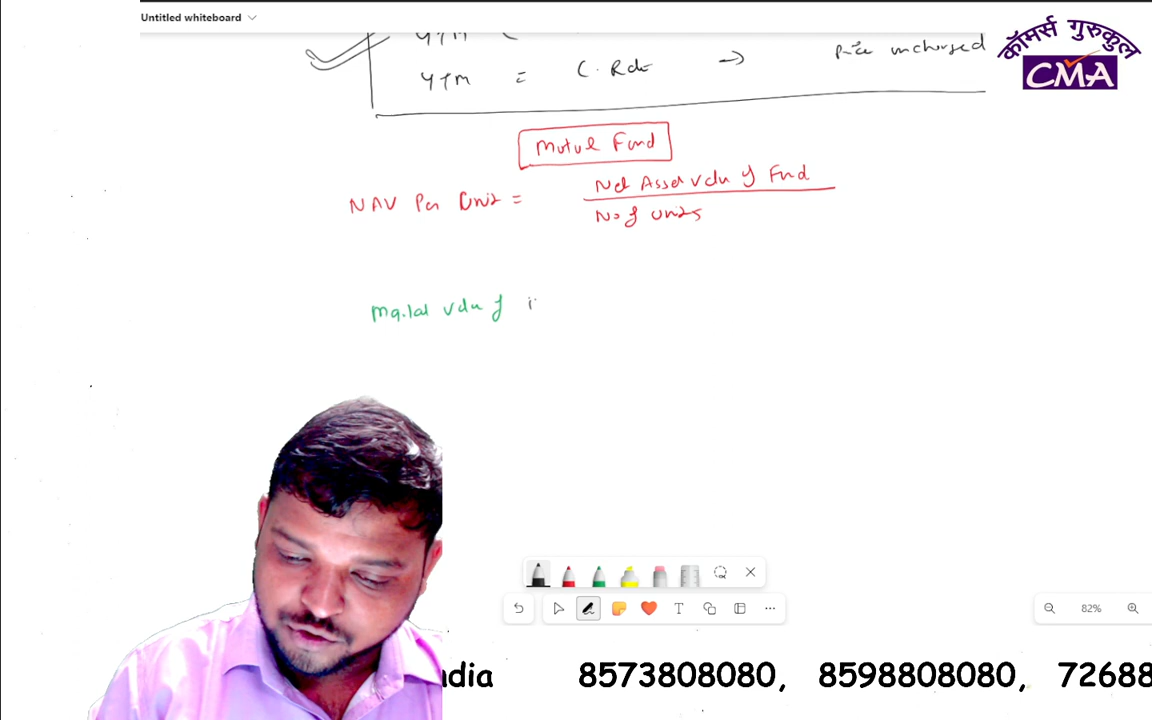 Untitled whiteboard
कॉमर्स गुरुकुल
CMA
YTM
YTM = C. Rate → Price unchanged
Mutual Fund
NAV Per Unit = Net Asset Value of Fund
No of units
Market value of i
82%
dia 8573808080, 8598808080, 72688